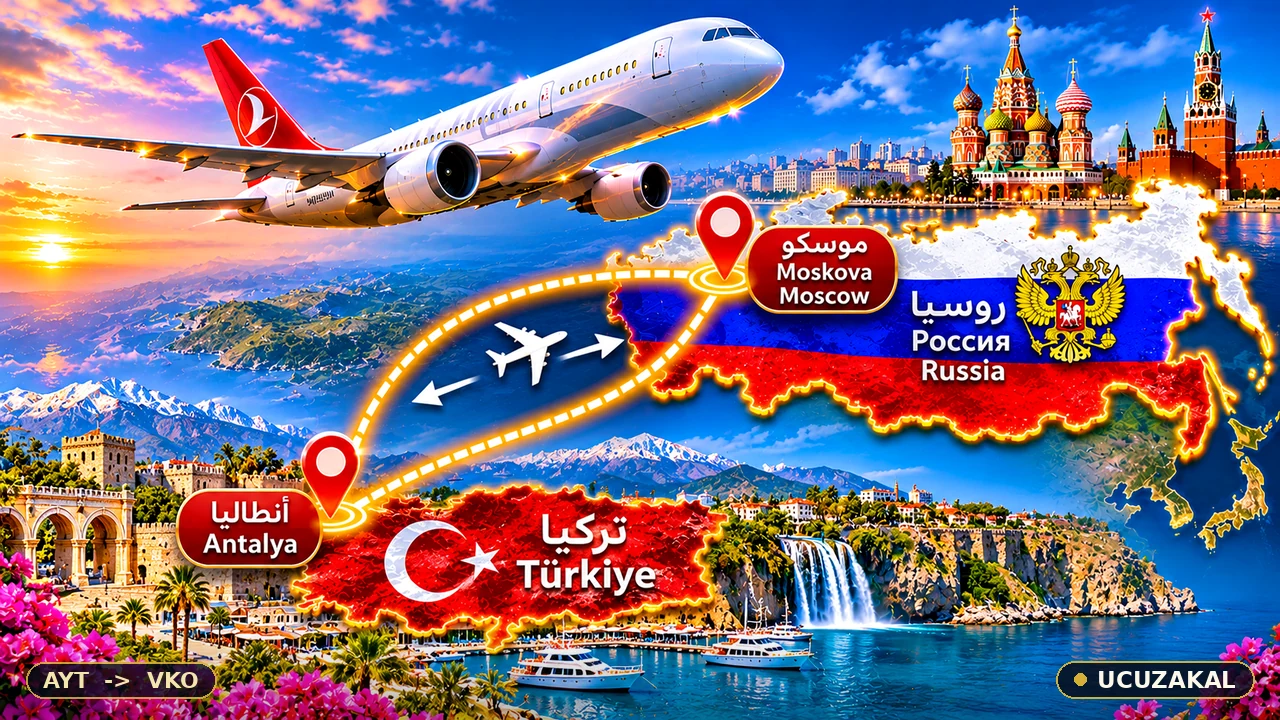 موسكو
Moskova
Moscow
روسيا
Россия
Russia
أنطاليا
Antalya
تركيا
Türkiye
AYT -> VKO
UCUZAKAL